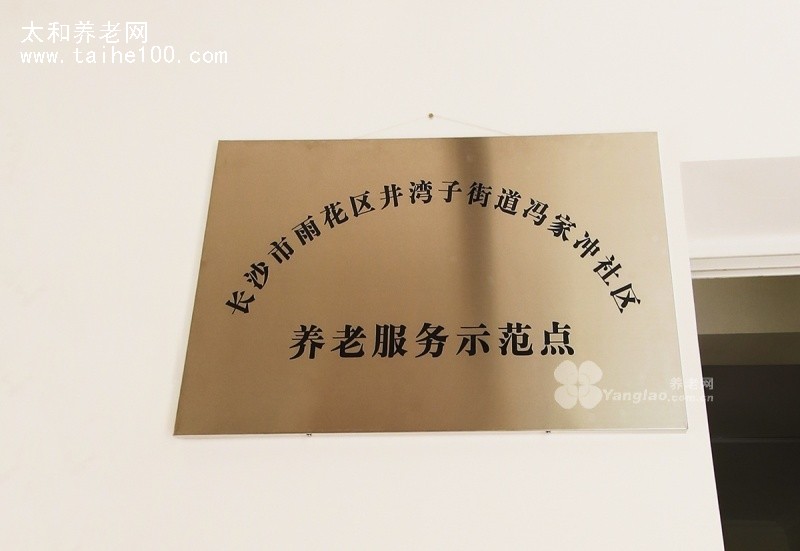 太和养老网
www.taihe100.com
长沙市雨花区井湾子街道冯家冲社区
养老服务示范点
养老网
Yanglao.com.cn